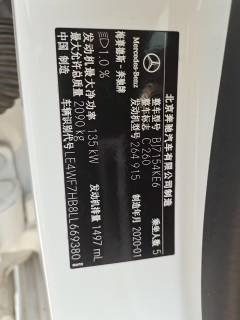 Mercedes-Benz
北京奔驰汽车有限公司制造
梅赛德斯-奔驰牌
整车型号 BJ7154KE6
整车标志 C 260
乘坐人数 5
1.0%
发动机型号 264 915
制造年月 2020-01
发动机最大净功率 135 kW
发动机排量 1497 mL
最大允许总质量 2090 kg
车辆识别代号 LE4WF7HB8LL669380
中国 制造